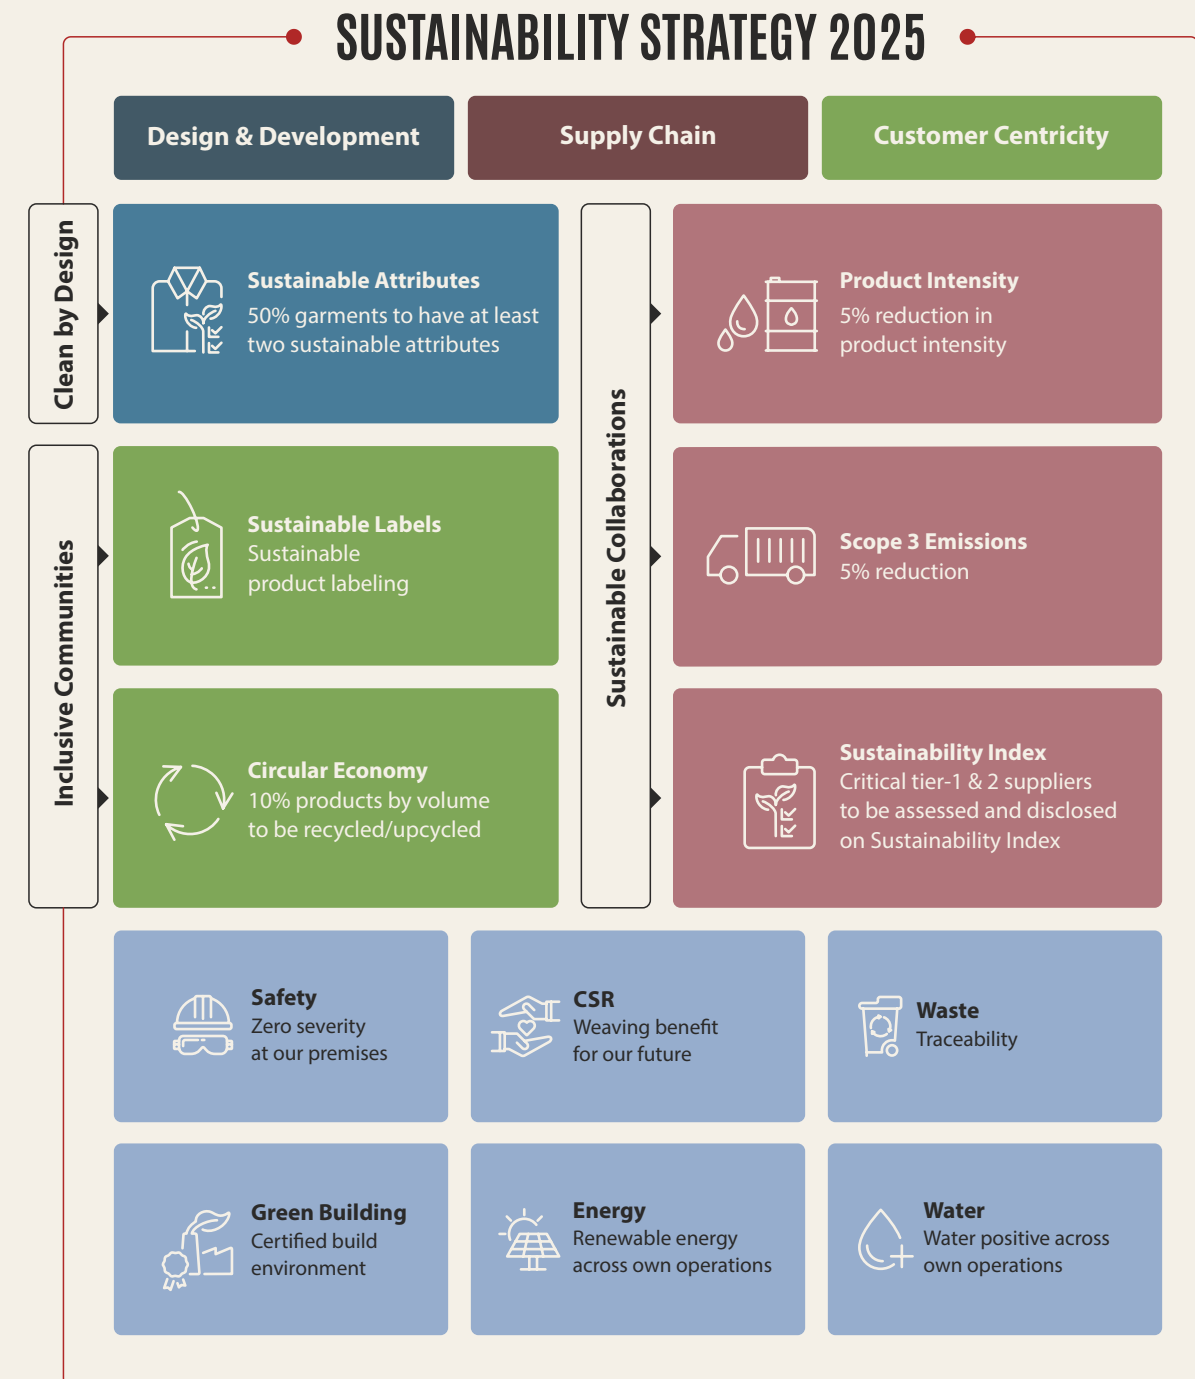 SUSTAINABILITY STRATEGY 2025
Design & Development
Supply Chain
Customer Centricity
Clean by Design
Sustainable Attributes
50% garments to have at least
two sustainable attributes
Inclusive Communities
Sustainable Labels
Sustainable
product labeling
Circular Economy
10% products by volume
to be recycled/upcycled
Sustainable Collaborations
Product Intensity
5% reduction in
product intensity
Scope 3 Emissions
5% reduction
Sustainability Index
Critical tier-1 & 2 suppliers
to be assessed and disclosed
on Sustainability Index
Safety
Zero severity
at our premises
CSR
Weaving benefit
for our future
Waste
Traceability
Green Building
Certified build
environment
Energy
Renewable energy
across own operations
Water
Water positive across
own operations